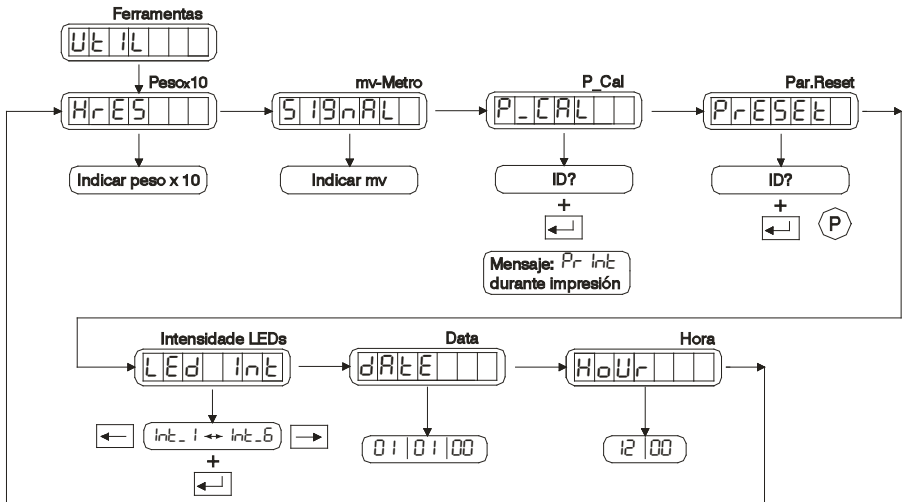 Ferramentas
UtIL
Pesox10
HrES
mv-Metro
SIGnAL
P_Cal
P_CAL
Par.Reset
PrESEt
Indicar peso x 10
Indicar mv
ID?
+
ID?
+
P
Mensaje: Pr Int
durante impresión
Intensidade LEDs
LEd Int
Data
dAtE
Hora
HoUr
Int_1 ↔ Int_6
+
01 01 00
12 00